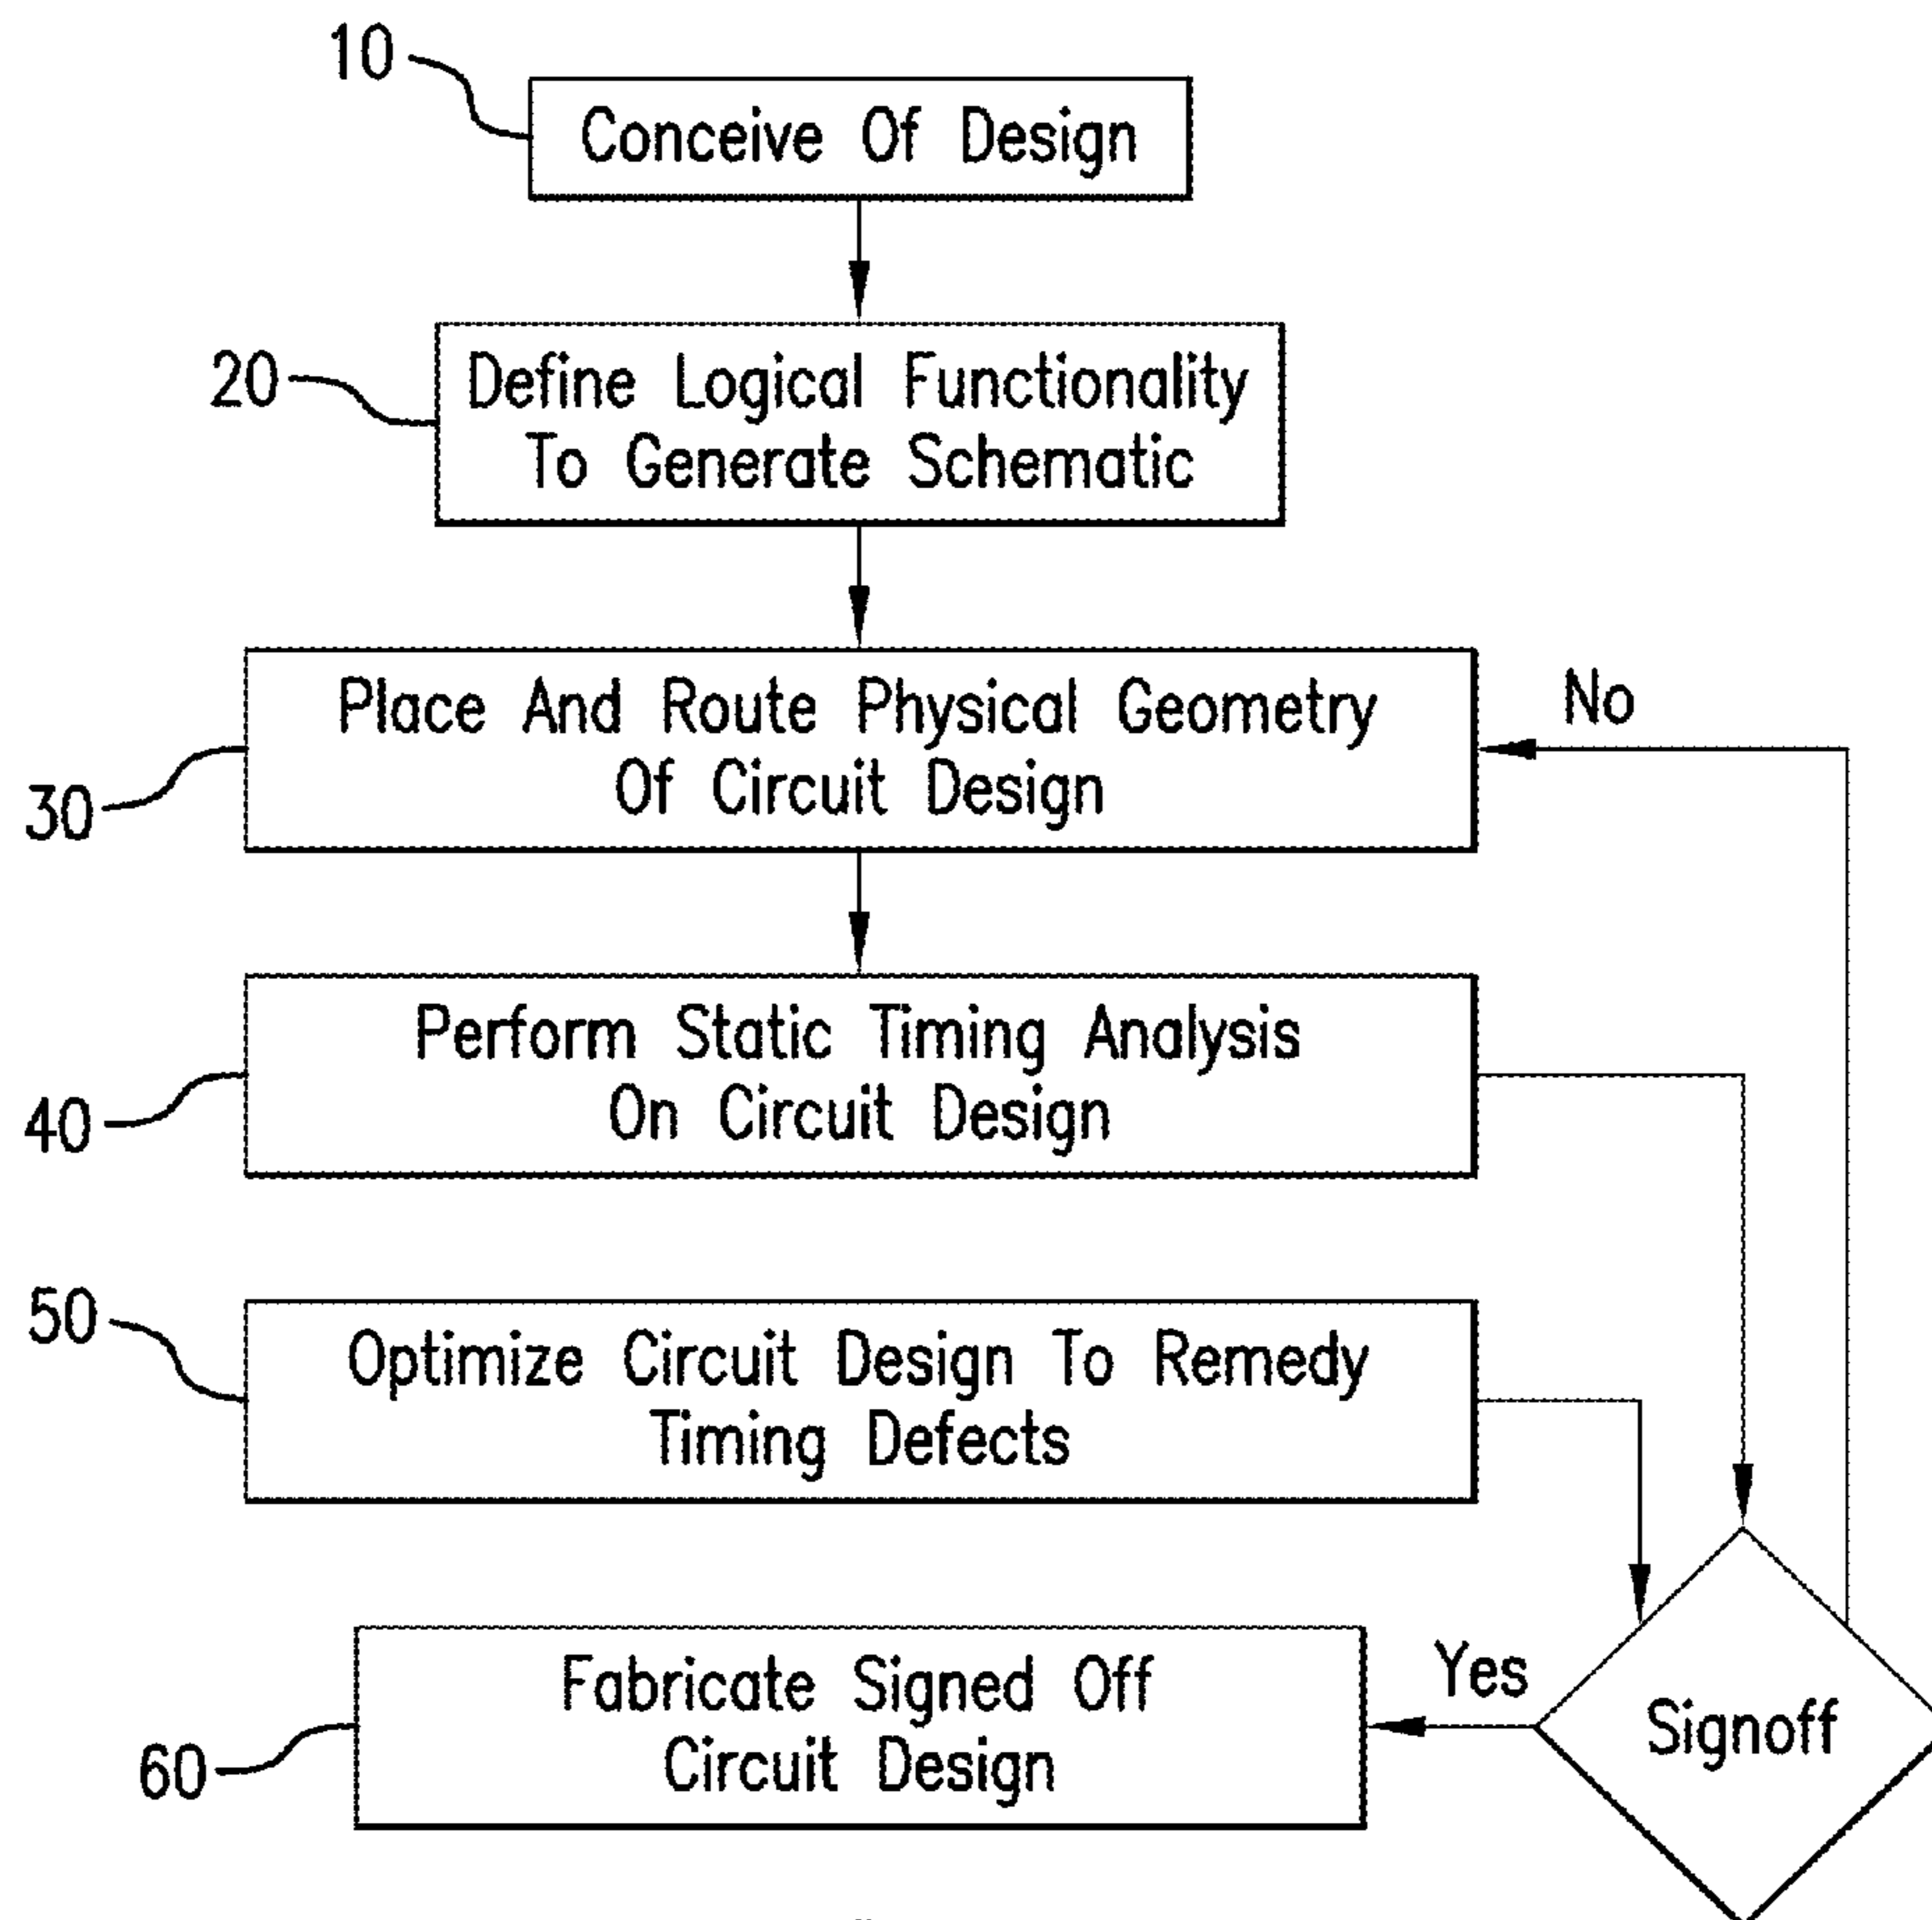 10
Conceive Of Design
20
Define Logical Functionality
To Generate Schematic
30
Place And Route Physical Geometry
Of Circuit Design
No
40
Perform Static Timing Analysis
On Circuit Design
50
Optimize Circuit Design To Remedy
Timing Defects
60
Fabricate Signed Off
Circuit Design
Yes
Signoff